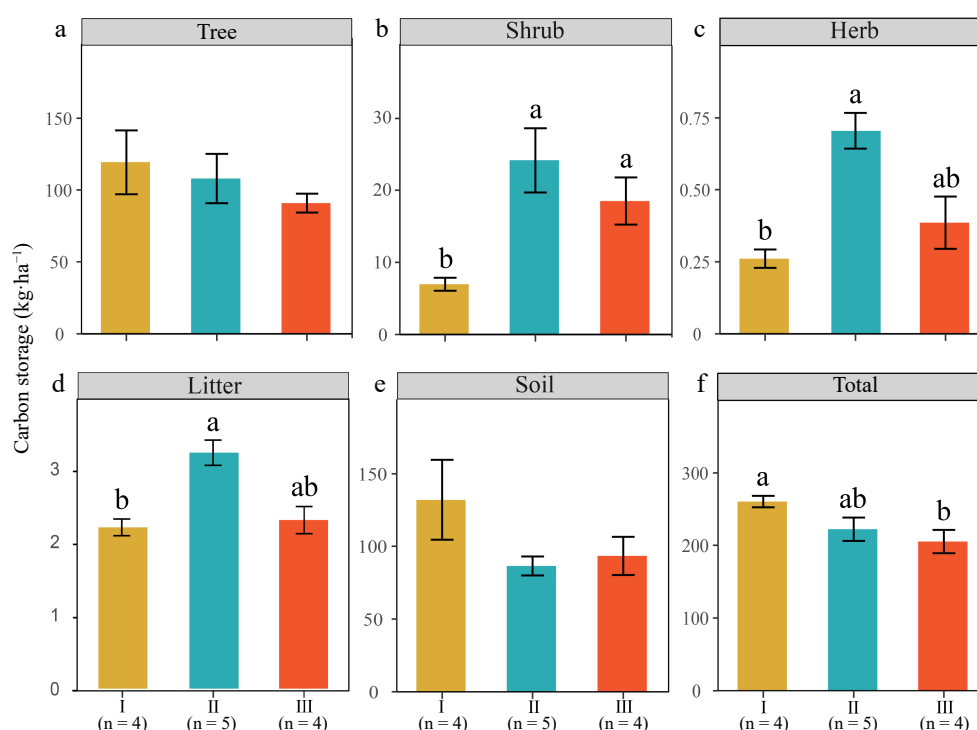 a Tree
b Shrub
c Herb
Carbon storage (kg·ha⁻¹)
150
100
50
0
30
20
10
0
a
a
b
0.75
0.50
0.25
0
a
ab
b
d Litter
e Soil
f Total
3
2
1
0
a
b
ab
150
100
50
0
300
200
100
0
a
ab
b
I II III
(n = 4) (n = 5) (n = 4)
I II III
(n = 4) (n = 5) (n = 4)
I II III
(n = 4) (n = 5) (n = 4)